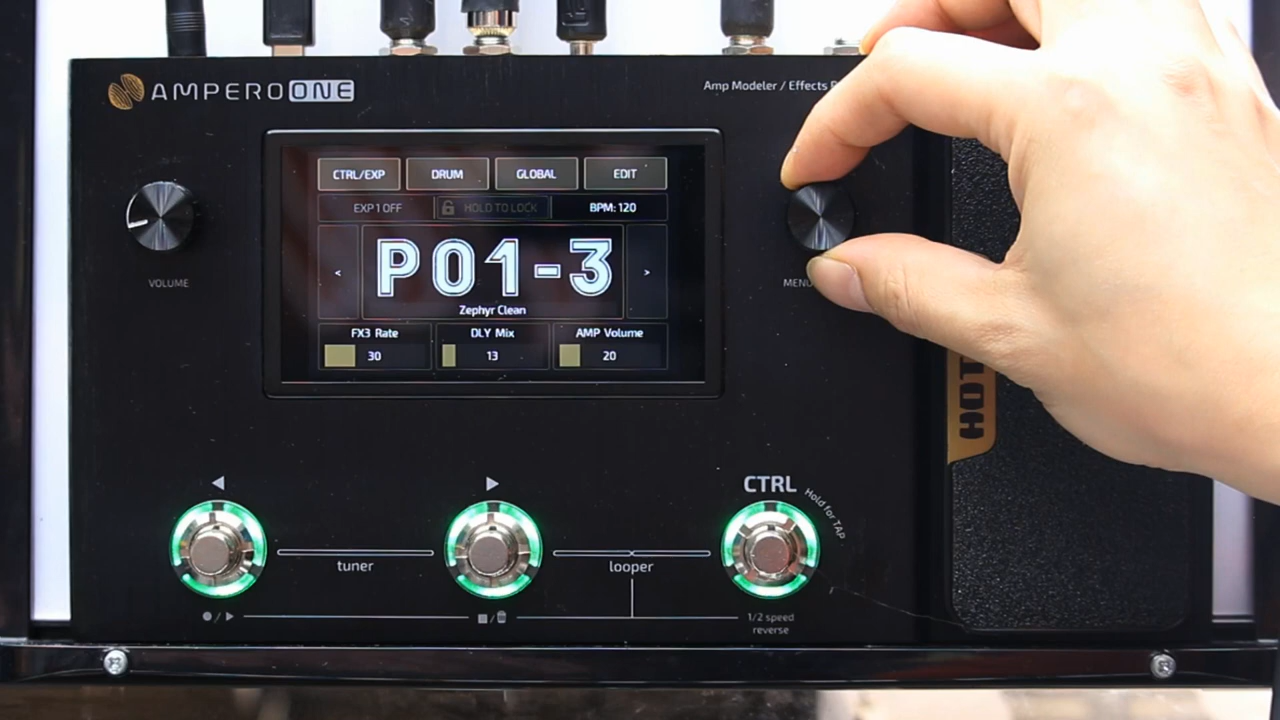 AMPERO ONE
Amp Modeler / Effects
CTRL/EXP DRUM GLOBAL EDIT
EXP 1 OFF HOLD TO LOCK BPM: 120
< P01-3 >
Zephyr Clean
FX3 Rate DLY Mix AMP Volume
30 13 20
VOLUME
MENU
HOT
CTRL
Hold for TAP
tuner looper
1/2 speed
reverse